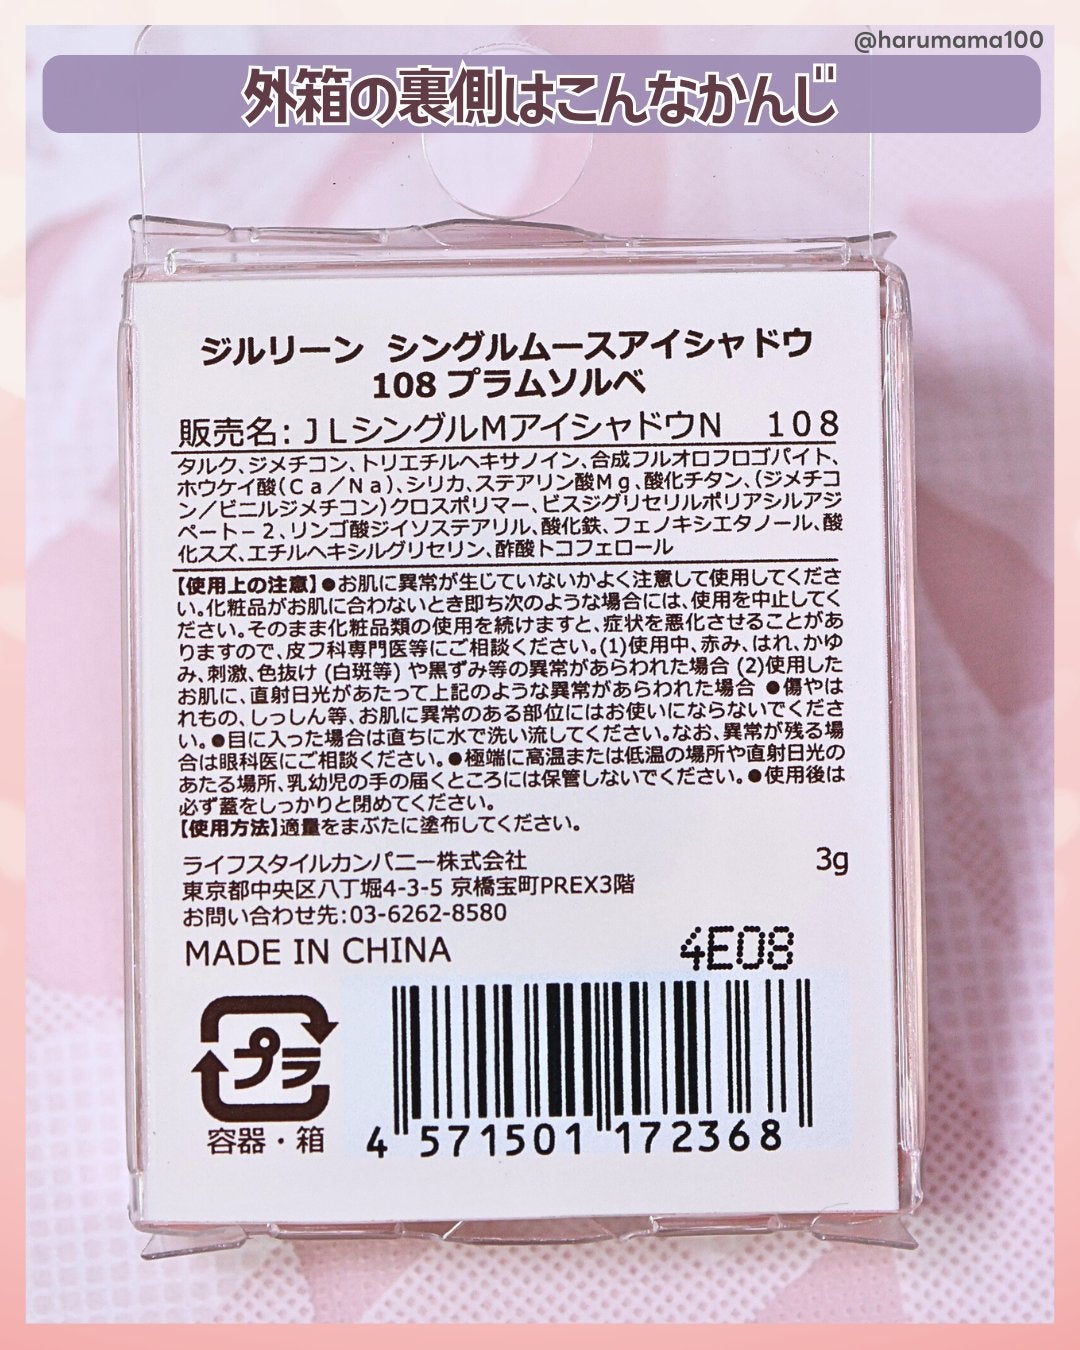 @harumama100
外箱の裏側はこんなかんじ
ジルリーン シングルムースアイシャドウ
108 プラムソルベ
販売名:ＪＬシングルＭアイシャドウＮ　１０８
タルク、ジメチコン、トリエチルヘキサノイン、合成フルオロフロゴパイト、
ホウケイ酸（Ｃａ／Ｎａ）、シリカ、ステアリン酸Ｍｇ、酸化チタン、（ジメチコ
ン／ビニルジメチコン）クロスポリマー、ビスジグリセリルポリアシルアジ
ペート－２、リンゴ酸ジイソステアリル、酸化鉄、フェノキシエタノール、酸
化スズ、エチルヘキシルグリセリン、酢酸トコフェロール
【使用上の注意】●お肌に異常が生じていないかよく注意して使用してくださ
い。化粧品がお肌に合わないとき即ち次のような場合には、使用を中止してく
ださい。そのまま化粧品類の使用を続けますと、症状を悪化させることがあ
りますので、皮フ科専門医等にご相談ください。(1)使用中、赤み、はれ、かゆ
み、刺激、色抜け(白斑等)や黒ずみ等の異常があらわれた場合 (2)使用した
お肌に、直射日光があたって上記のような異常があらわれた場合 ●傷やは
れもの、しっしん等、お肌に異常のある部位にはお使いにならないでくださ
い。●目に入った場合は直ちに水で洗い流してください。なお、異常が残る場
合は眼科医にご相談ください。●極端に高温または低温の場所や直射日光の
あたる場所、乳幼児の手の届くところには保管しないでください。●使用後は
必ず蓋をしっかりと閉めてください。
【使用方法】適量をまぶたに塗布してください。
ライフスタイルカンパニー株式会社
3g
東京都中央区八丁堀4-3-5 京橋宝町PREX3階
お問い合わせ先:03-6262-8580
MADE IN CHINA
4E08
プラ
容器・箱
4 571501 172368